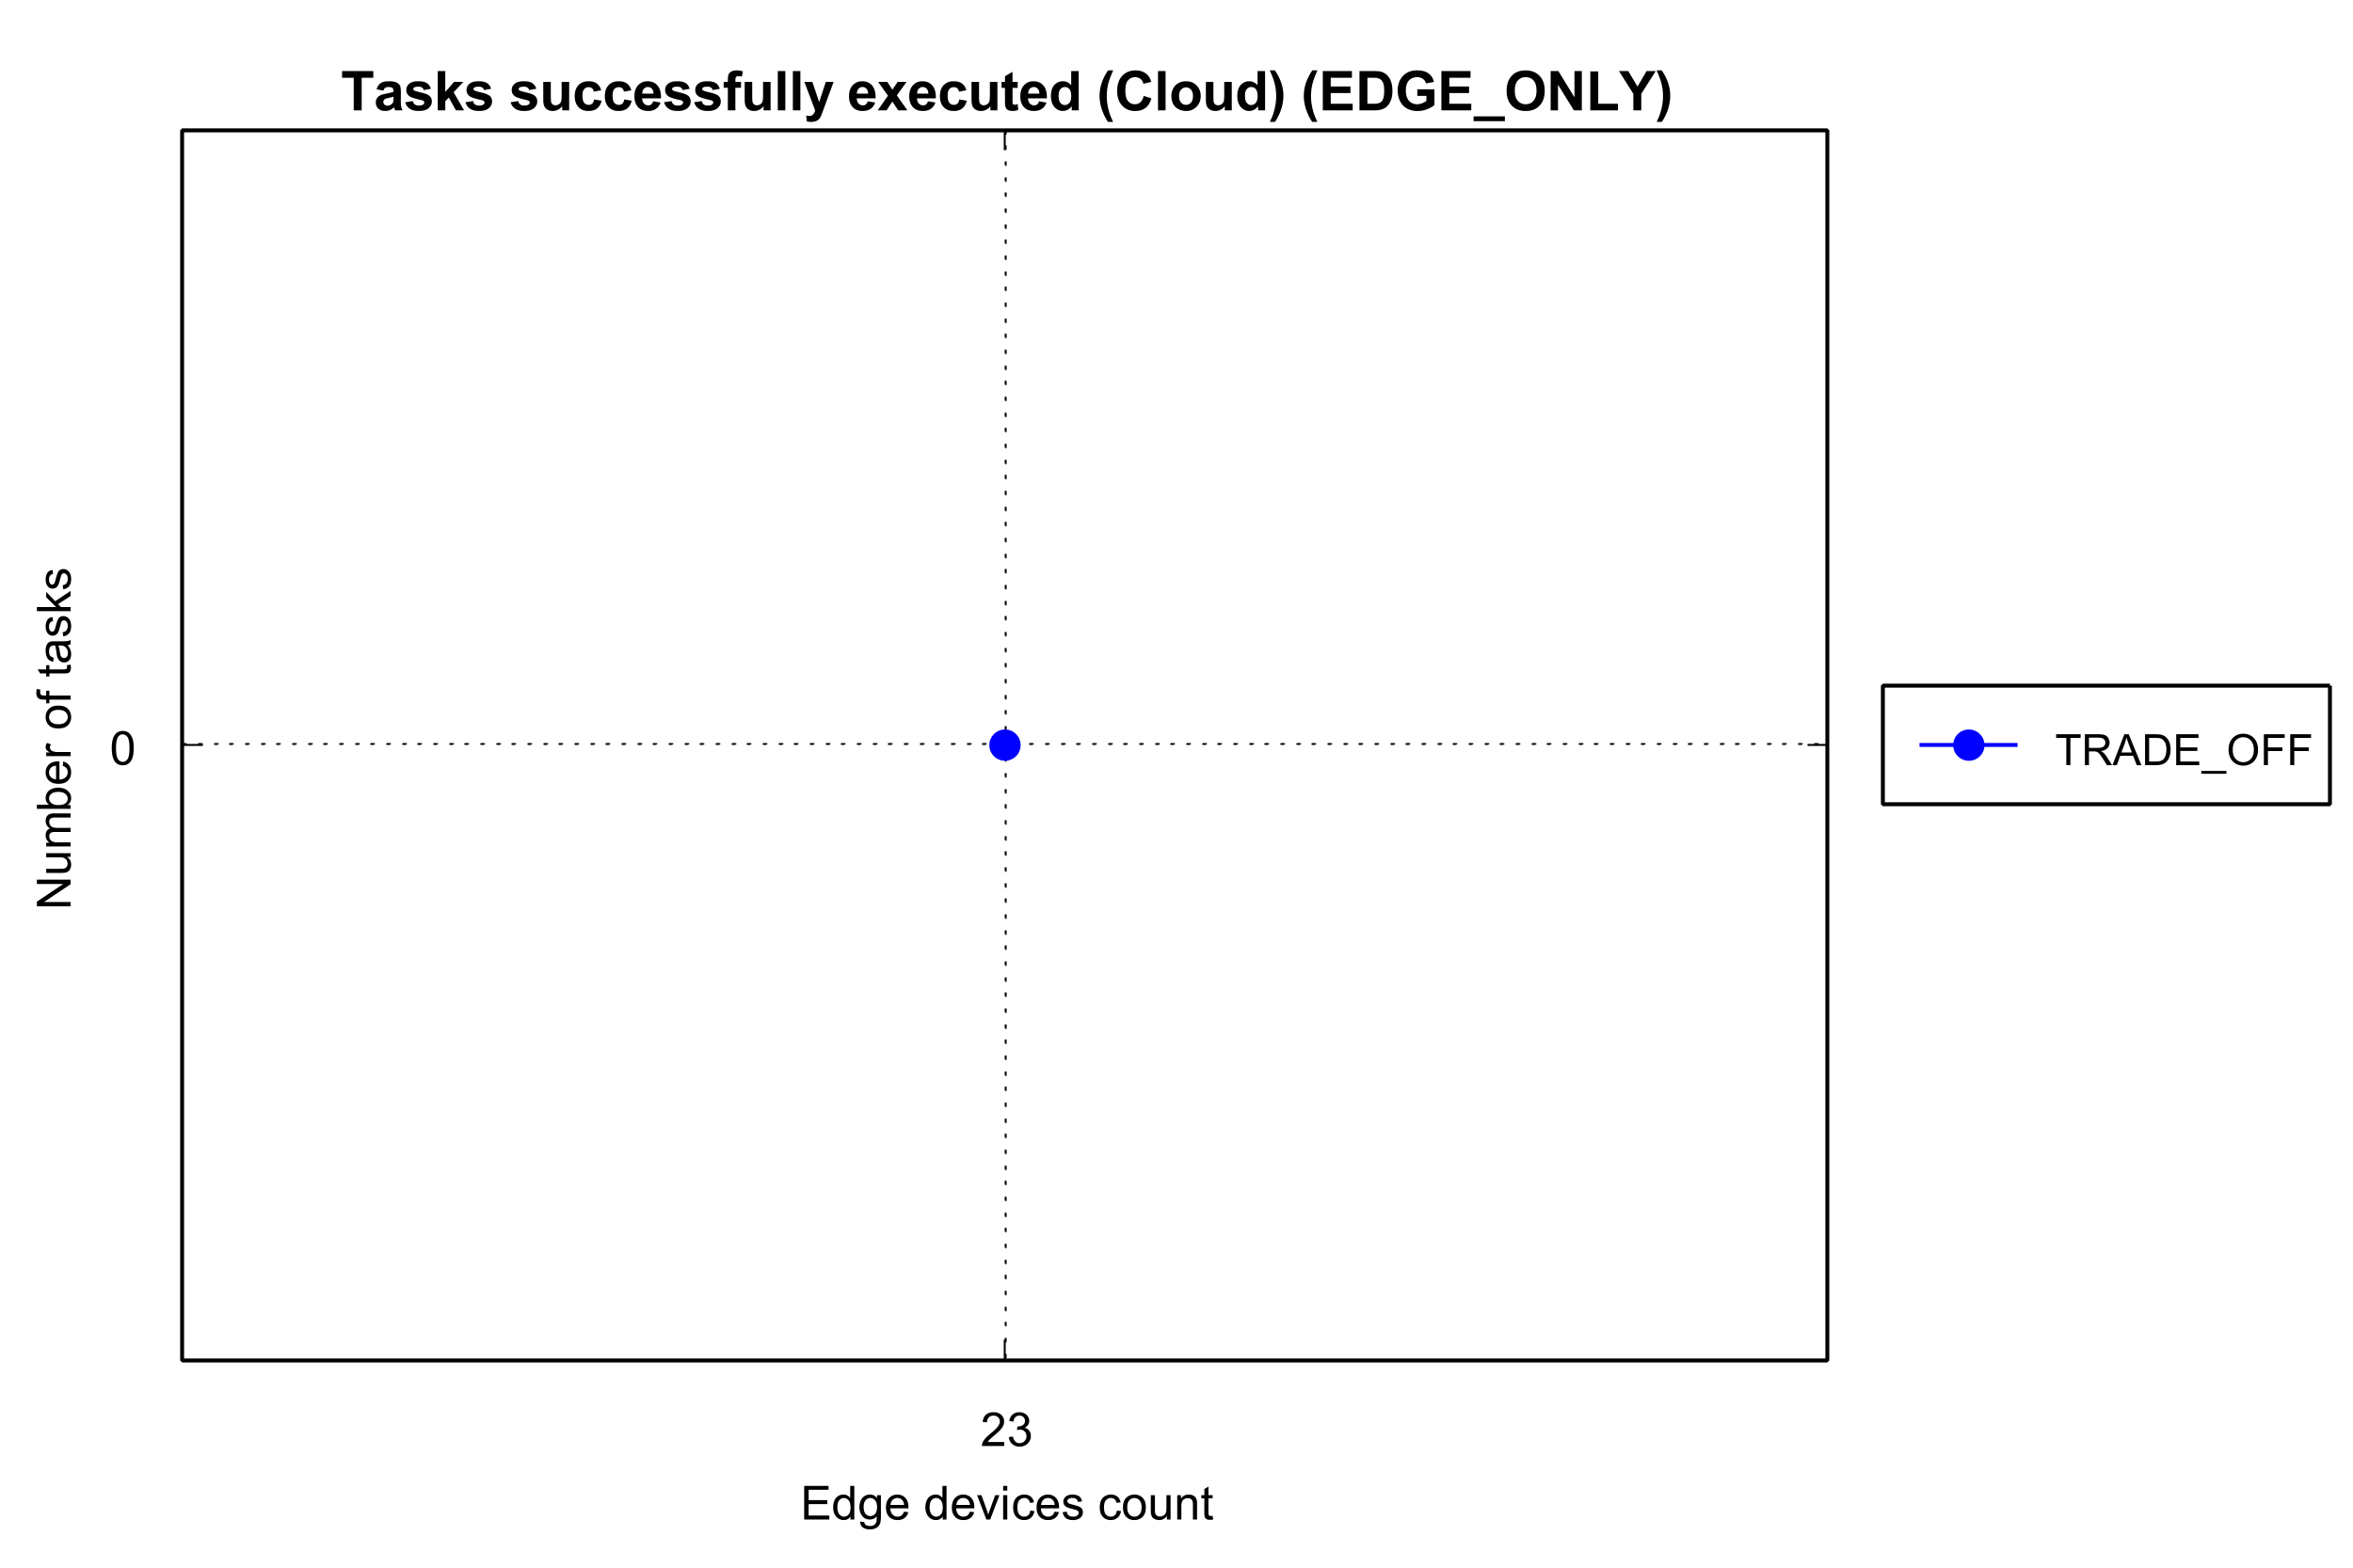 Tasks successfully executed (Cloud) (EDGE_ONLY)
Number of tasks
0
TRADE_OFF
23
Edge devices count